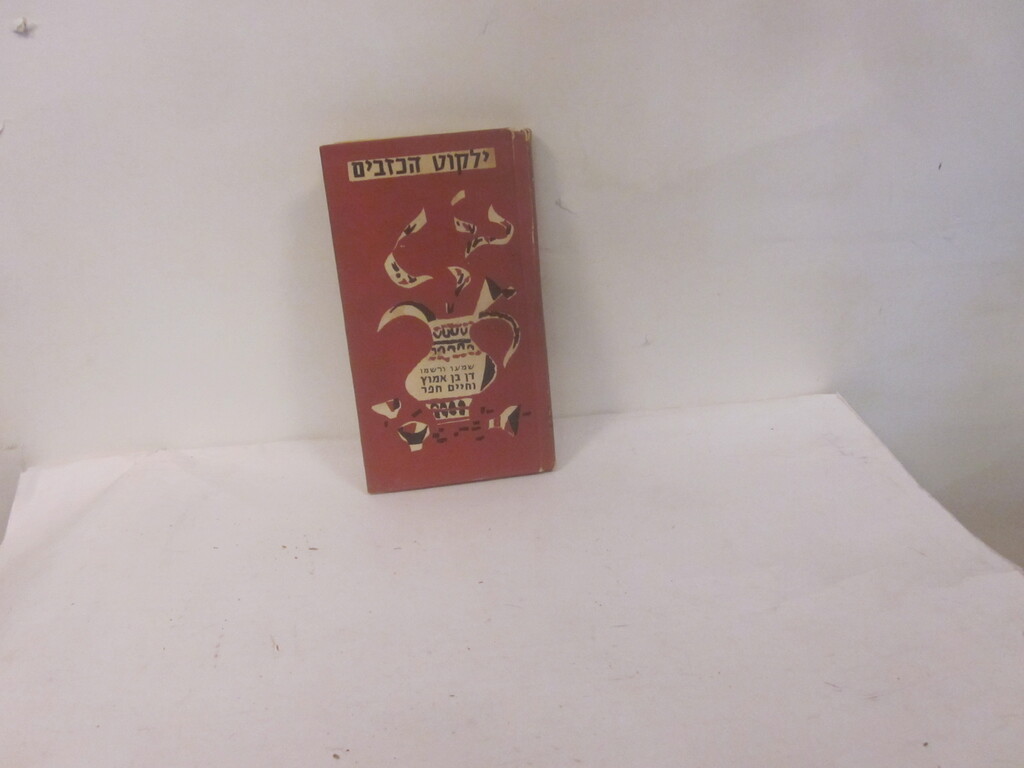 ילקוט הכזבים
שמעו ורשמו
דן בן אמוץ
וחיים חפר